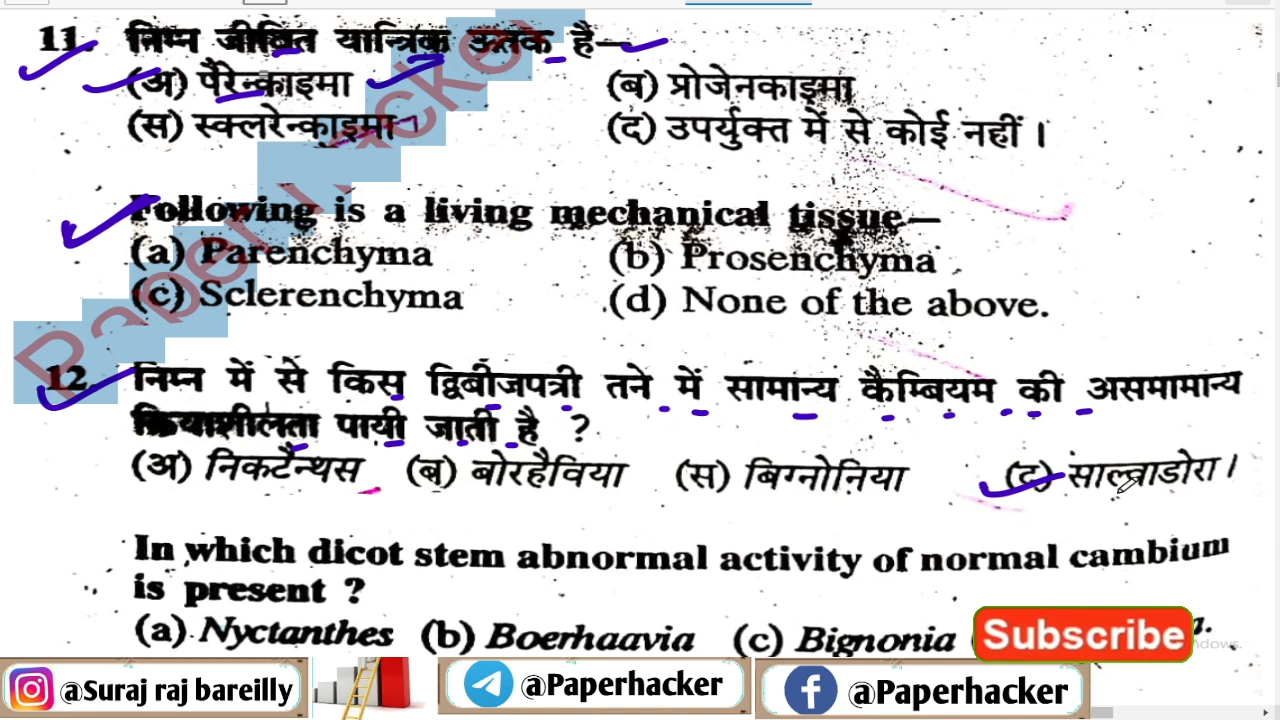 11. निम्न जीवित यान्त्रिक ऊतक है—
(अ) पैरेन्काइमा (ब) प्रोजेनकाइमा
(स) स्क्लरेन्काइमा (द) उपर्युक्त में से कोई नहीं।
Following is a living mechanical tissue—
(a) Parenchyma (b) Prosenchyma
(c) Sclerenchyma (d) None of the above.
12. निम्न में से किस द्विबीजपत्री तने में सामान्य कैम्बियम की असमामान्य
क्रियाशीलता पायी जाती है ?
(अ) निकटैन्थस (ब) बोरहैविया (स) बिग्नोनिया (द) साल्वाडोरा।
In which dicot stem abnormal activity of normal cambium
is present ?
(a) Nyctanthes (b) Boerhaavia (c) Bignonia
Subscribe
@Suraj raj bareilly @Paperhacker @Paperhacker